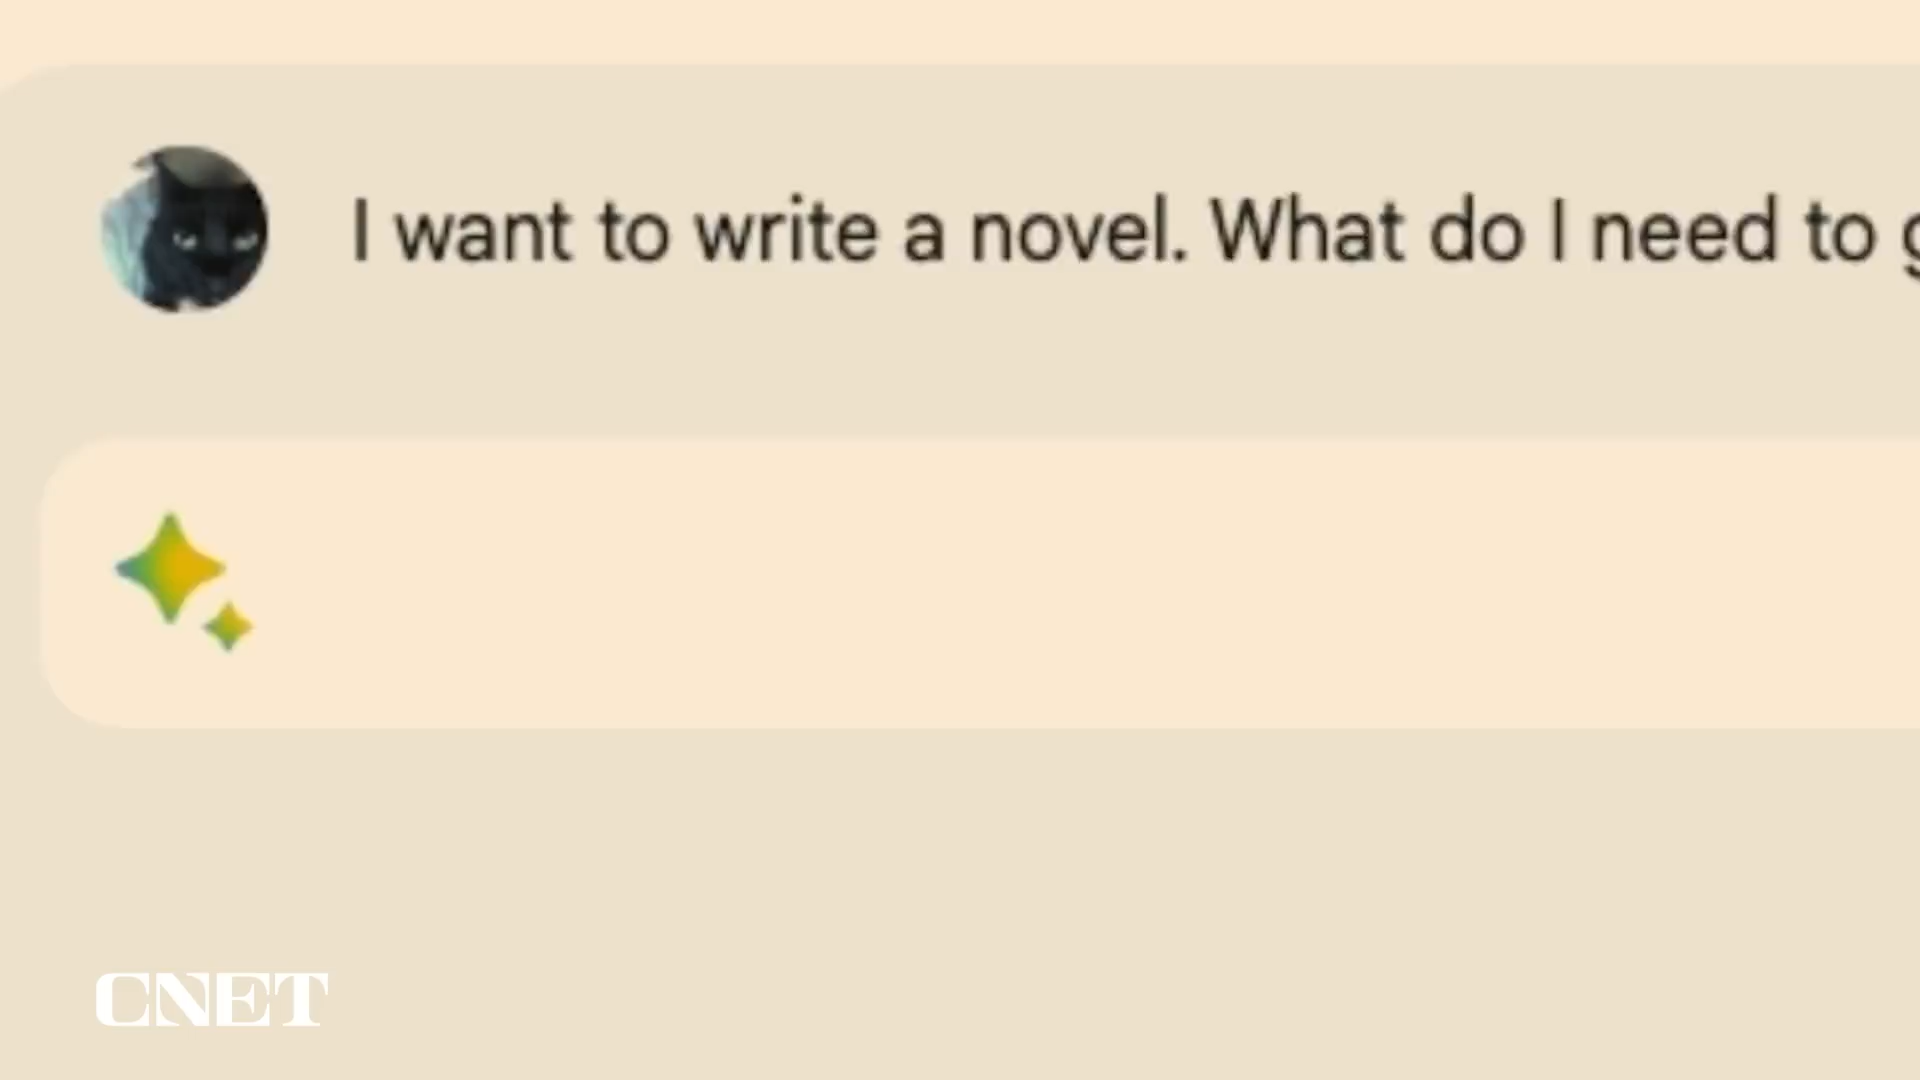 I want to write a novel. What do I need to
CNET